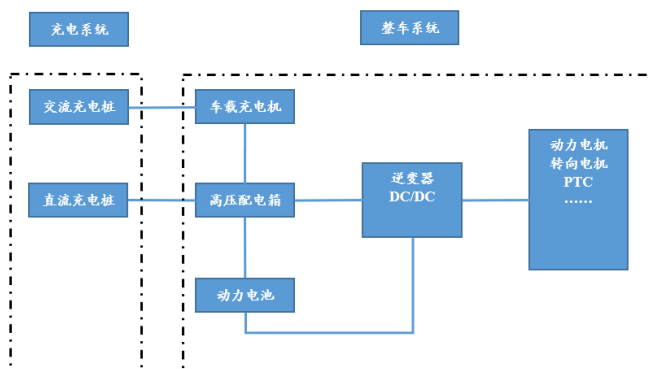 充电系统
整车系统
交流充电桩
车载充电机
直流充电桩
高压配电箱
逆变器
DC/DC
动力电机
转向电机
PTC
……
动力电池